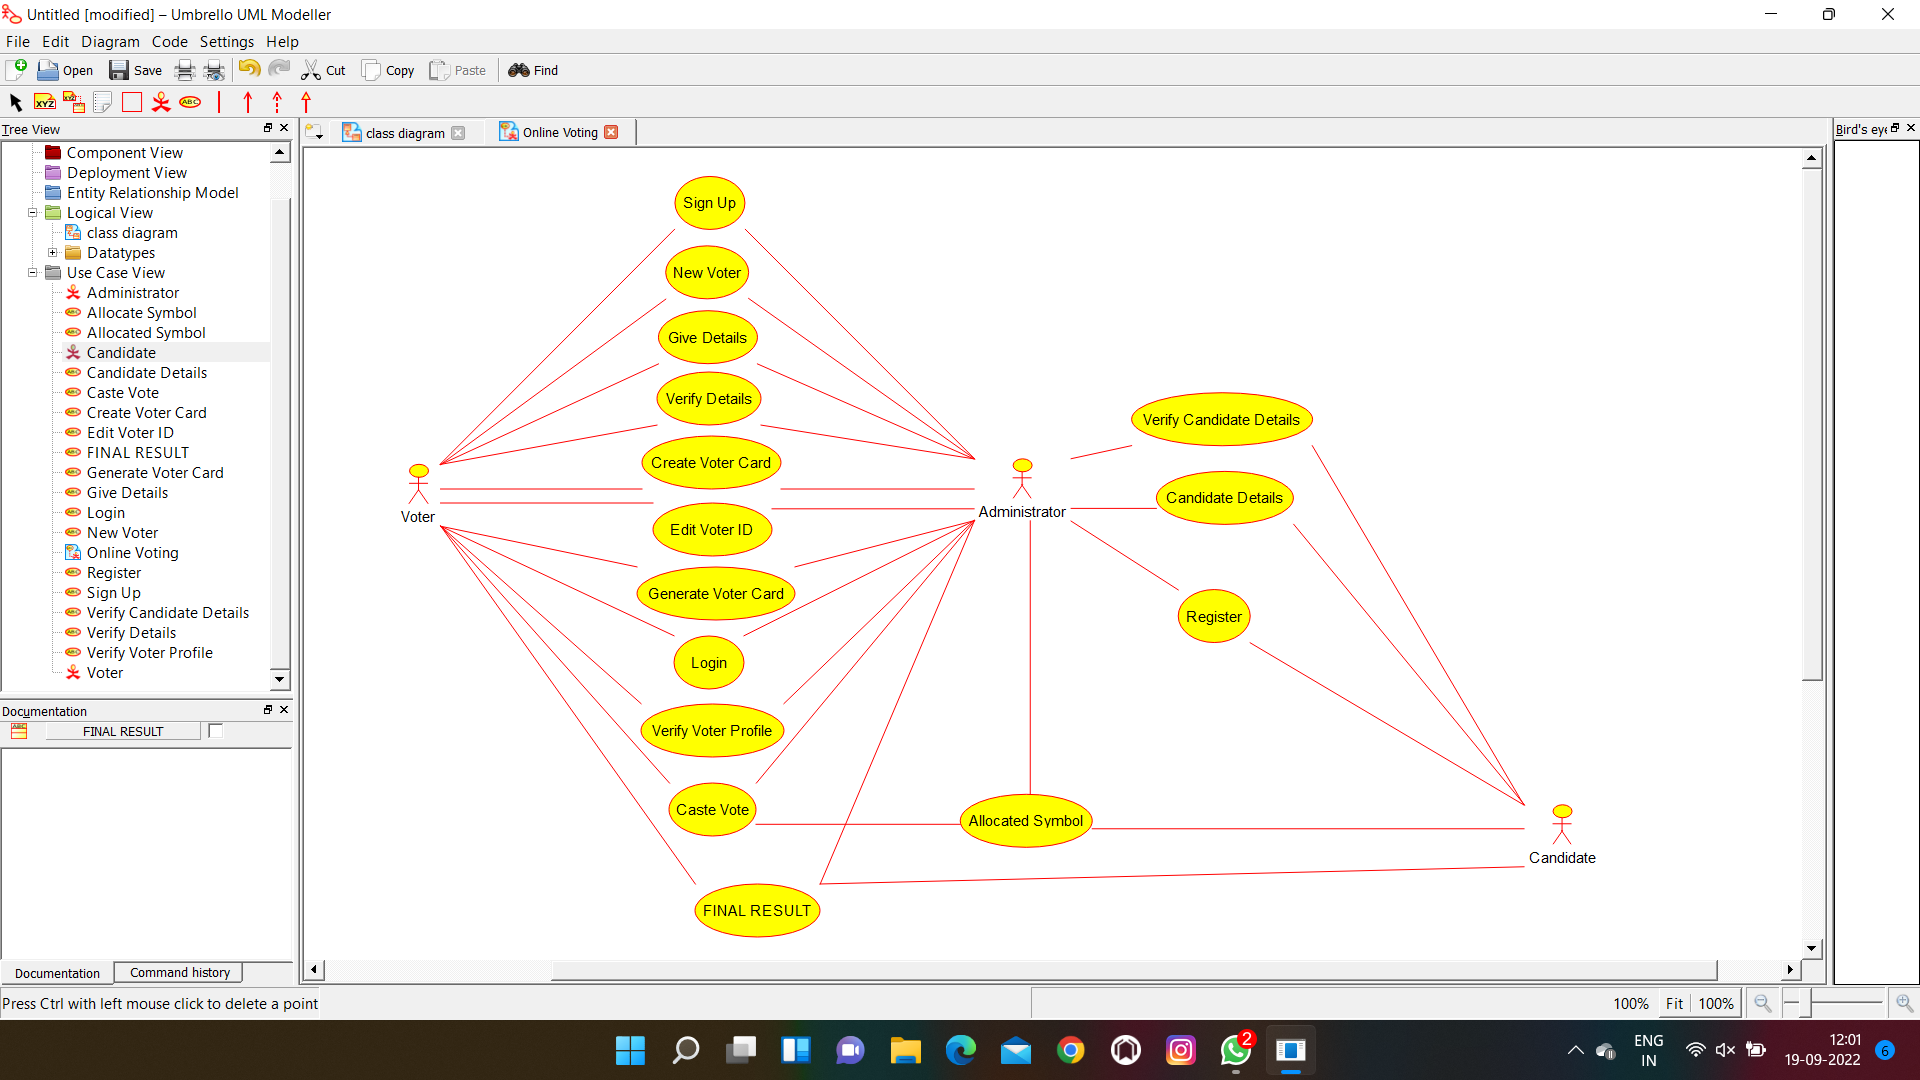 Untitled [modified] – Umbrello UML Modeller
File Edit Diagram Code Settings Help
Open Save Cut Copy Paste Find
XYZ XYZ ABC
Tree View
class diagram Online Voting Bird's eye
Component View
Deployment View
Entity Relationship Model
Logical View
class diagram
Datatypes
Use Case View
Administrator
Allocate Symbol
Allocated Symbol
Candidate
Candidate Details
Caste Vote
Create Voter Card
Edit Voter ID
FINAL RESULT
Generate Voter Card
Give Details
Login
New Voter
Online Voting
Register
Sign Up
Verify Candidate Details
Verify Details
Verify Voter Profile
Voter
Documentation
FINAL RESULT
Documentation Command history
Sign Up
New Voter
Give Details
Verify Details
Create Voter Card
Edit Voter ID
Generate Voter Card
Login
Verify Voter Profile
Caste Vote
FINAL RESULT
Voter
Administrator
Verify Candidate Details
Candidate Details
Register
Allocated Symbol
Candidate
Press Ctrl with left mouse click to delete a point
100% Fit 100%
2
ENG
IN
12:01
19-09-2022
6